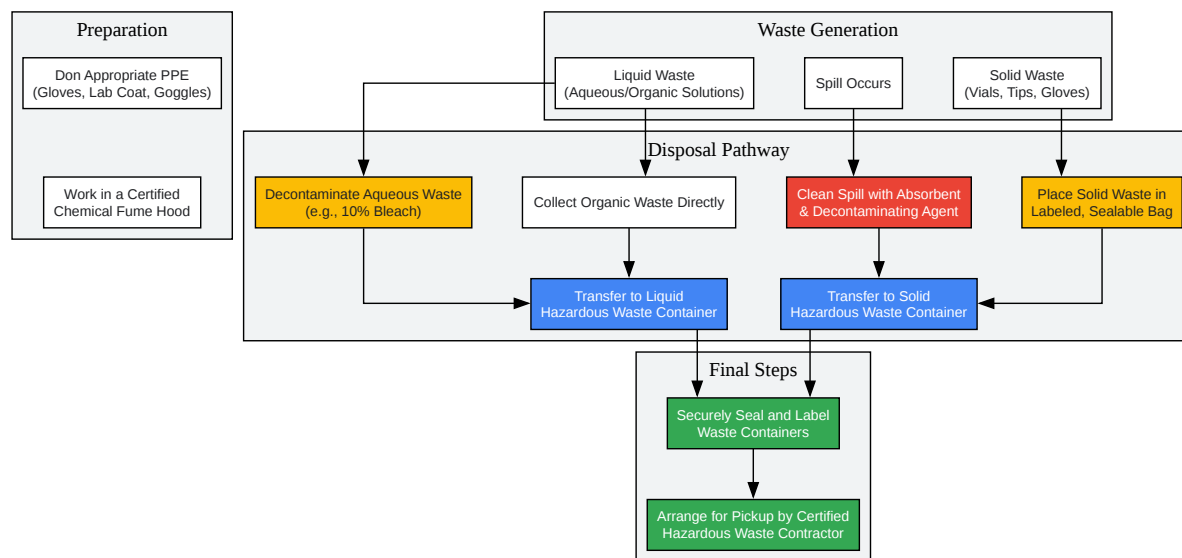 Preparation
Don Appropriate PPE
(Gloves, Lab Coat, Goggles)
Work in a Certified
Chemical Fume Hood
Waste Generation
Liquid Waste
(Aqueous/Organic Solutions)
Spill Occurs
Solid Waste
(Vials, Tips, Gloves)
Disposal Pathway
Decontaminate Aqueous Waste
(e.g., 10% Bleach)
Collect Organic Waste Directly
Clean Spill with Absorbent
& Decontaminating Agent
Place Solid Waste in
Labeled, Sealable Bag
Transfer to Liquid
Hazardous Waste Container
Transfer to Solid
Hazardous Waste Container
Final Steps
Securely Seal and Label
Waste Containers
Arrange for Pickup by Certified
Hazardous Waste Contractor